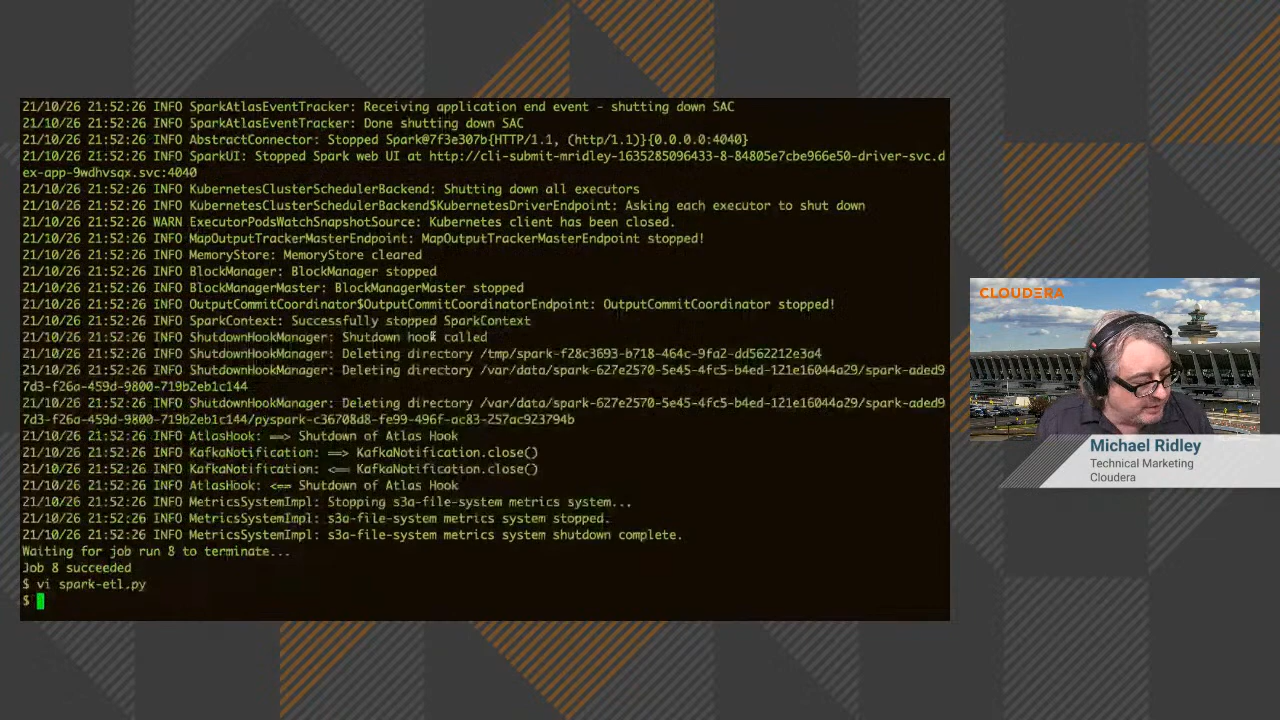 21/10/26 21:52:26 INFO SparkAtlasEventTracker: Receiving application end event - shutting down SAC
21/10/26 21:52:26 INFO SparkAtlasEventTracker: Done shutting down SAC
21/10/26 21:52:26 INFO AbstractConnector: Stopped Spark@7f3e307b{HTTP/1.1, (http/1.1)}{0.0.0.0:4040}
21/10/26 21:52:26 INFO SparkUI: Stopped Spark web UI at http://cli-submit-mridley-1635285096433-8-84805e7cbe966e50-driver-svc.d
ex-app-9wdhvsqx.svc:4040
21/10/26 21:52:26 INFO KubernetesClusterSchedulerBackend: Shutting down all executors
21/10/26 21:52:26 INFO KubernetesClusterSchedulerBackend$KubernetesDriverEndpoint: Asking each executor to shut down
21/10/26 21:52:26 WARN ExecutorPodsWatchSnapshotSource: Kubernetes client has been closed.
21/10/26 21:52:26 INFO MapOutputTrackerMasterEndpoint: MapOutputTrackerMasterEndpoint stopped!
21/10/26 21:52:26 INFO MemoryStore: MemoryStore cleared
21/10/26 21:52:26 INFO BlockManager: BlockManager stopped
21/10/26 21:52:26 INFO BlockManagerMaster: BlockManagerMaster stopped
21/10/26 21:52:26 INFO OutputCommitCoordinator$OutputCommitCoordinatorEndpoint: OutputCommitCoordinator stopped!
21/10/26 21:52:26 INFO SparkContext: Successfully stopped SparkContext
21/10/26 21:52:26 INFO ShutdownHookManager: Shutdown hook called
21/10/26 21:52:26 INFO ShutdownHookManager: Deleting directory /tmp/spark-f28c3693-b718-464c-9fa2-dd562212e3a4
21/10/26 21:52:26 INFO ShutdownHookManager: Deleting directory /var/data/spark-627e2570-5e45-4fc5-b4ed-121e16044a29/spark-aded9
7d3-f26a-459d-9800-719b2eb1c144
21/10/26 21:52:26 INFO ShutdownHookManager: Deleting directory /var/data/spark-627e2570-5e45-4fc5-b4ed-121e16044a29/spark-aded9
7d3-f26a-459d-9800-719b2eb1c144/pyspark-c36708d8-fe99-496f-ac83-257ac923794b
21/10/26 21:52:26 INFO AtlasHook: ==> Shutdown of Atlas Hook
21/10/26 21:52:26 INFO KafkaNotification: ==> KafkaNotification.close()
21/10/26 21:52:26 INFO KafkaNotification: <== KafkaNotification.close()
21/10/26 21:52:26 INFO AtlasHook: <== Shutdown of Atlas Hook
21/10/26 21:52:26 INFO MetricsSystemImpl: Stopping s3a-file-system metrics system...
21/10/26 21:52:26 INFO MetricsSystemImpl: s3a-file-system metrics system stopped.
21/10/26 21:52:26 INFO MetricsSystemImpl: s3a-file-system metrics system shutdown complete.
Waiting for job run 8 to terminate...
Job 8 succeeded
$ vi spark-etl.py
$
CLOUDERA
Michael Ridley
Technical Marketing
Cloudera